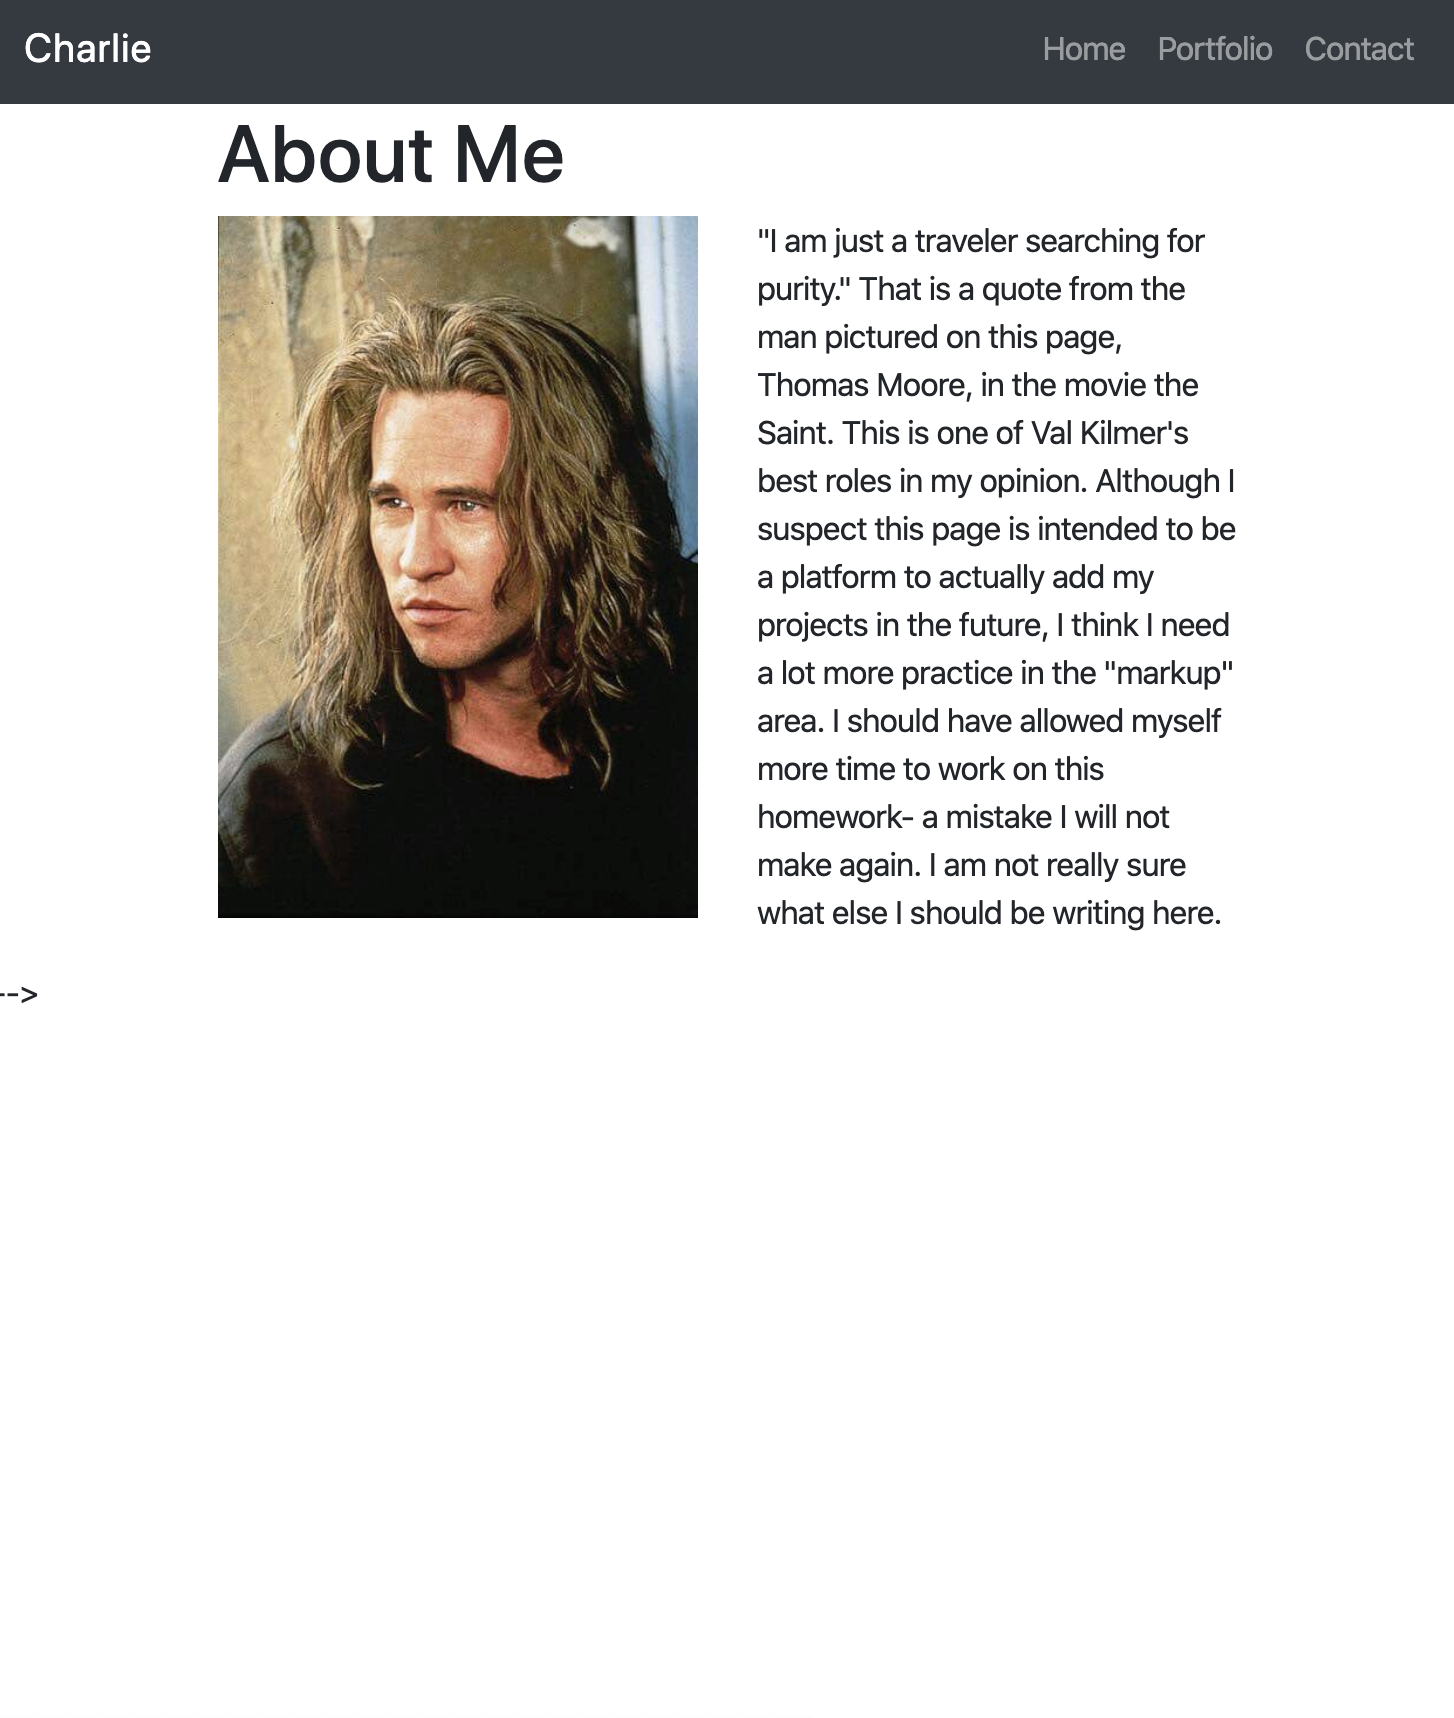 Charlie
Home Portfolio Contact
About Me
"I am just a traveler searching for
purity." That is a quote from the
man pictured on this page,
Thomas Moore, in the movie the
Saint. This is one of Val Kilmer's
best roles in my opinion. Although I
suspect this page is intended to be
a platform to actually add my
projects in the future, I think I need
a lot more practice in the "markup"
area. I should have allowed myself
more time to work on this
homework- a mistake I will not
make again. I am not really sure
what else I should be writing here.
-->